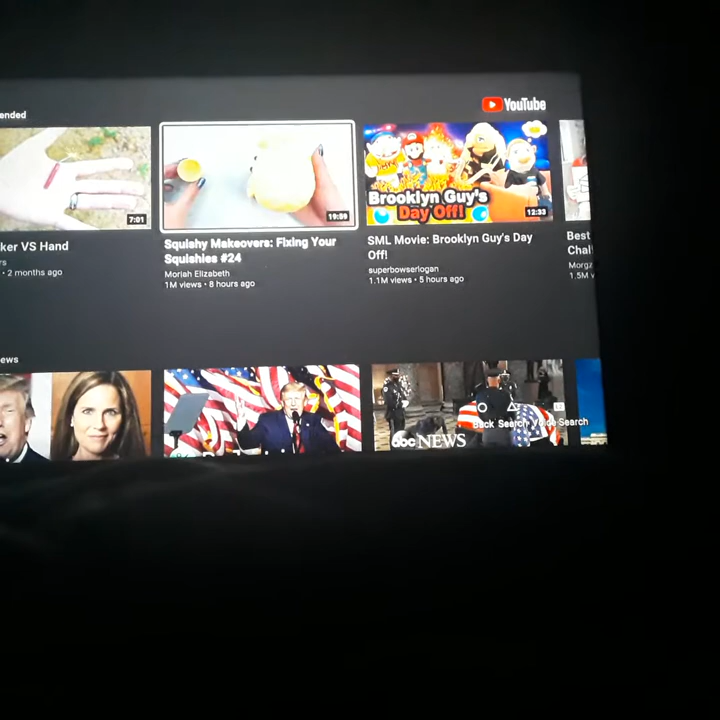 ended
YouTube
7:01
19:59
Brooklyn Guy's
Day Off!
12:33
ker VS Hand
rs
• 2 months ago
Squishy Makeovers: Fixing Your
Squishies #24
Moriah Elizabeth
1M views • 8 hours ago
SML Movie: Brooklyn Guy's Day
Off!
superbowserlogan
1.1M views • 5 hours ago
Best
Chal
Morgz
1.5M v
ews
abc NEWS
Back Search Voice Search